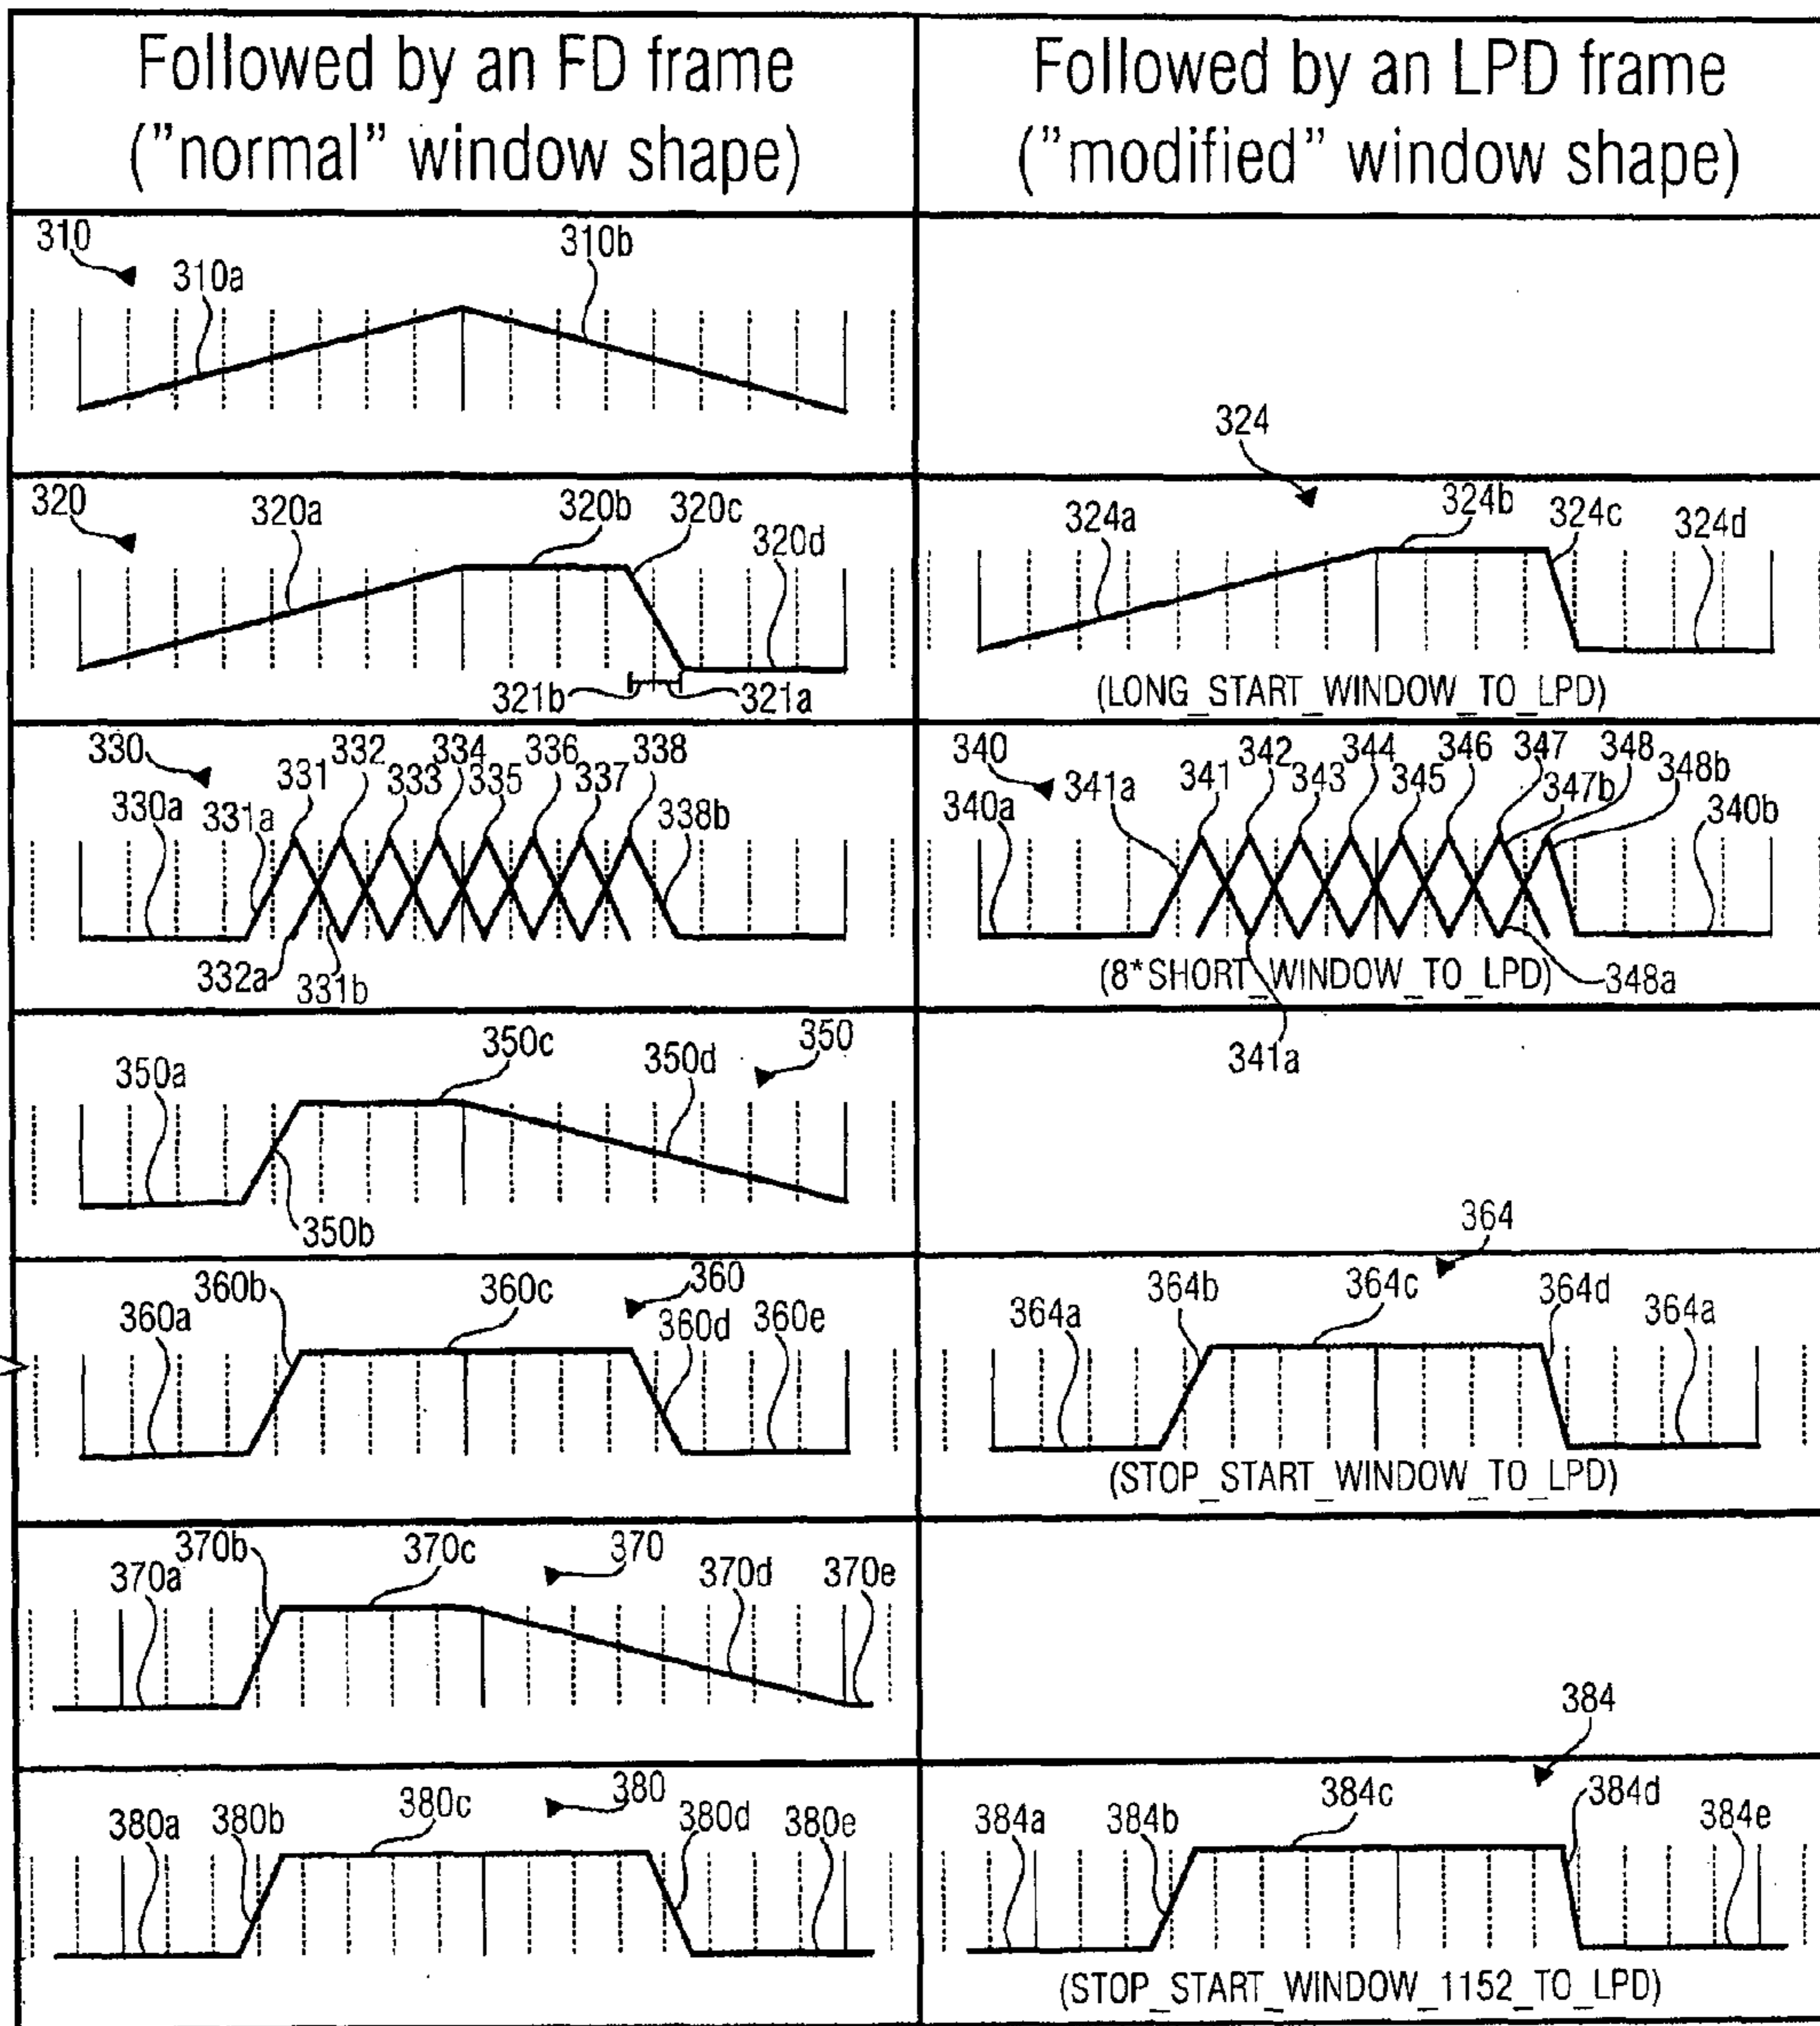 Followed by an FD frame
("normal" window shape)
Followed by an LPD frame
("modified" window shape)
310
310a
310b
320
320a
320b
320c
320d
321b
321a
324
324a
324b
324c
324d
(LONG_START_WINDOW_TO_LPD)
330
330a
331a
331
332
333
334
335
336
337
338
338b
332a
331b
340
340a
341a
341
342
343
344
345
346
347
347b
348
348b
340b
(8*SHORT_WINDOW_TO_LPD)
348a
341a
350a
350c
350d
350
350b
360a
360b
360c
360
360d
360e
364
364a
364b
364c
364d
364a
(STOP_START_WINDOW_TO_LPD)
370a
370b
370c
370
370d
370e
380a
380b
380c
380
380d
380e
384
384a
384b
384c
384d
384e
(STOP_START_WINDOW_1152_TO_LPD)